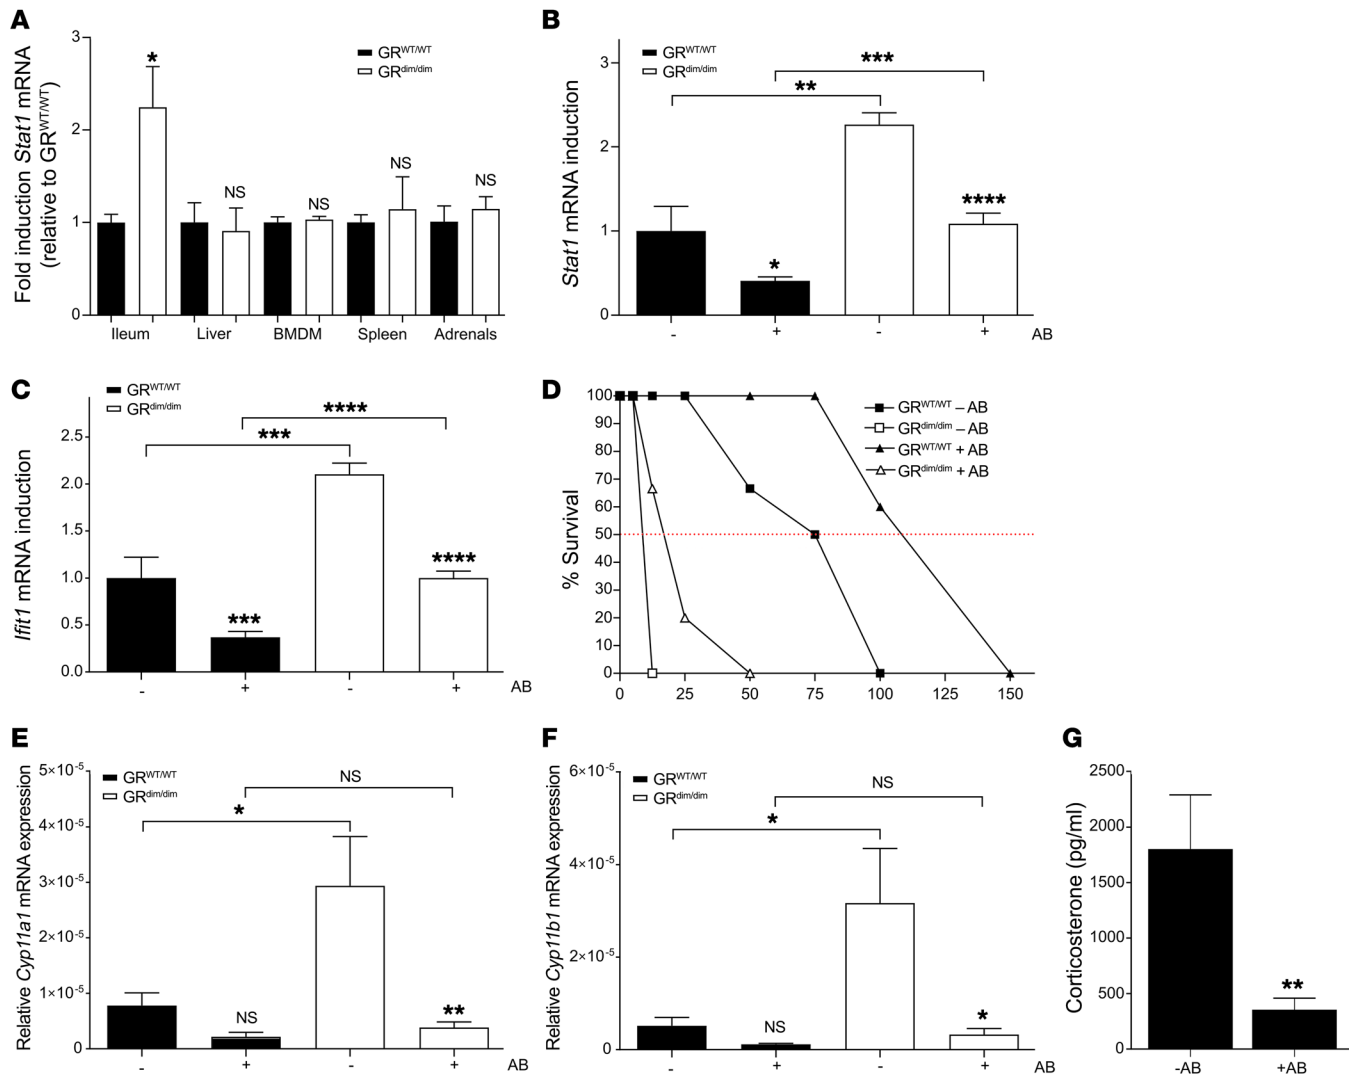 A
Fold induction Stat1 mRNA
(relative to GRWT/WT)
3
2
1
0
*
NS
NS
NS
NS
GRWT/WT
GRdim/dim
Ileum Liver BMDM Spleen Adrenals
B
Stat1 mRNA induction
3
2
1
0
GRWT/WT
GRdim/dim
***
**
*
****
- + - + AB
C
Ifit1 mRNA induction
2.5
2.0
1.5
1.0
0.5
0.0
GRWT/WT
GRdim/dim
****
***
***
****
- + - + AB
D
% Survival
100
90
80
70
60
50
40
30
20
10
0
GRWT/WT – AB
GRdim/dim – AB
GRWT/WT + AB
GRdim/dim + AB
0 25 50 75 100 125 150
E
Relative Cyp11a1 mRNA expression
5×10-5
4×10-5
3×10-5
2×10-5
1×10-5
0
GRWT/WT
GRdim/dim
NS
*
NS
**
- + - + AB
F
Relative Cyp11b1 mRNA expression
6×10-5
4×10-5
2×10-5
0
GRWT/WT
GRdim/dim
NS
*
NS
*
- + - + AB
G
Corticosterone (pg/ml)
2500
2000
1500
1000
500
0
**
-AB +AB